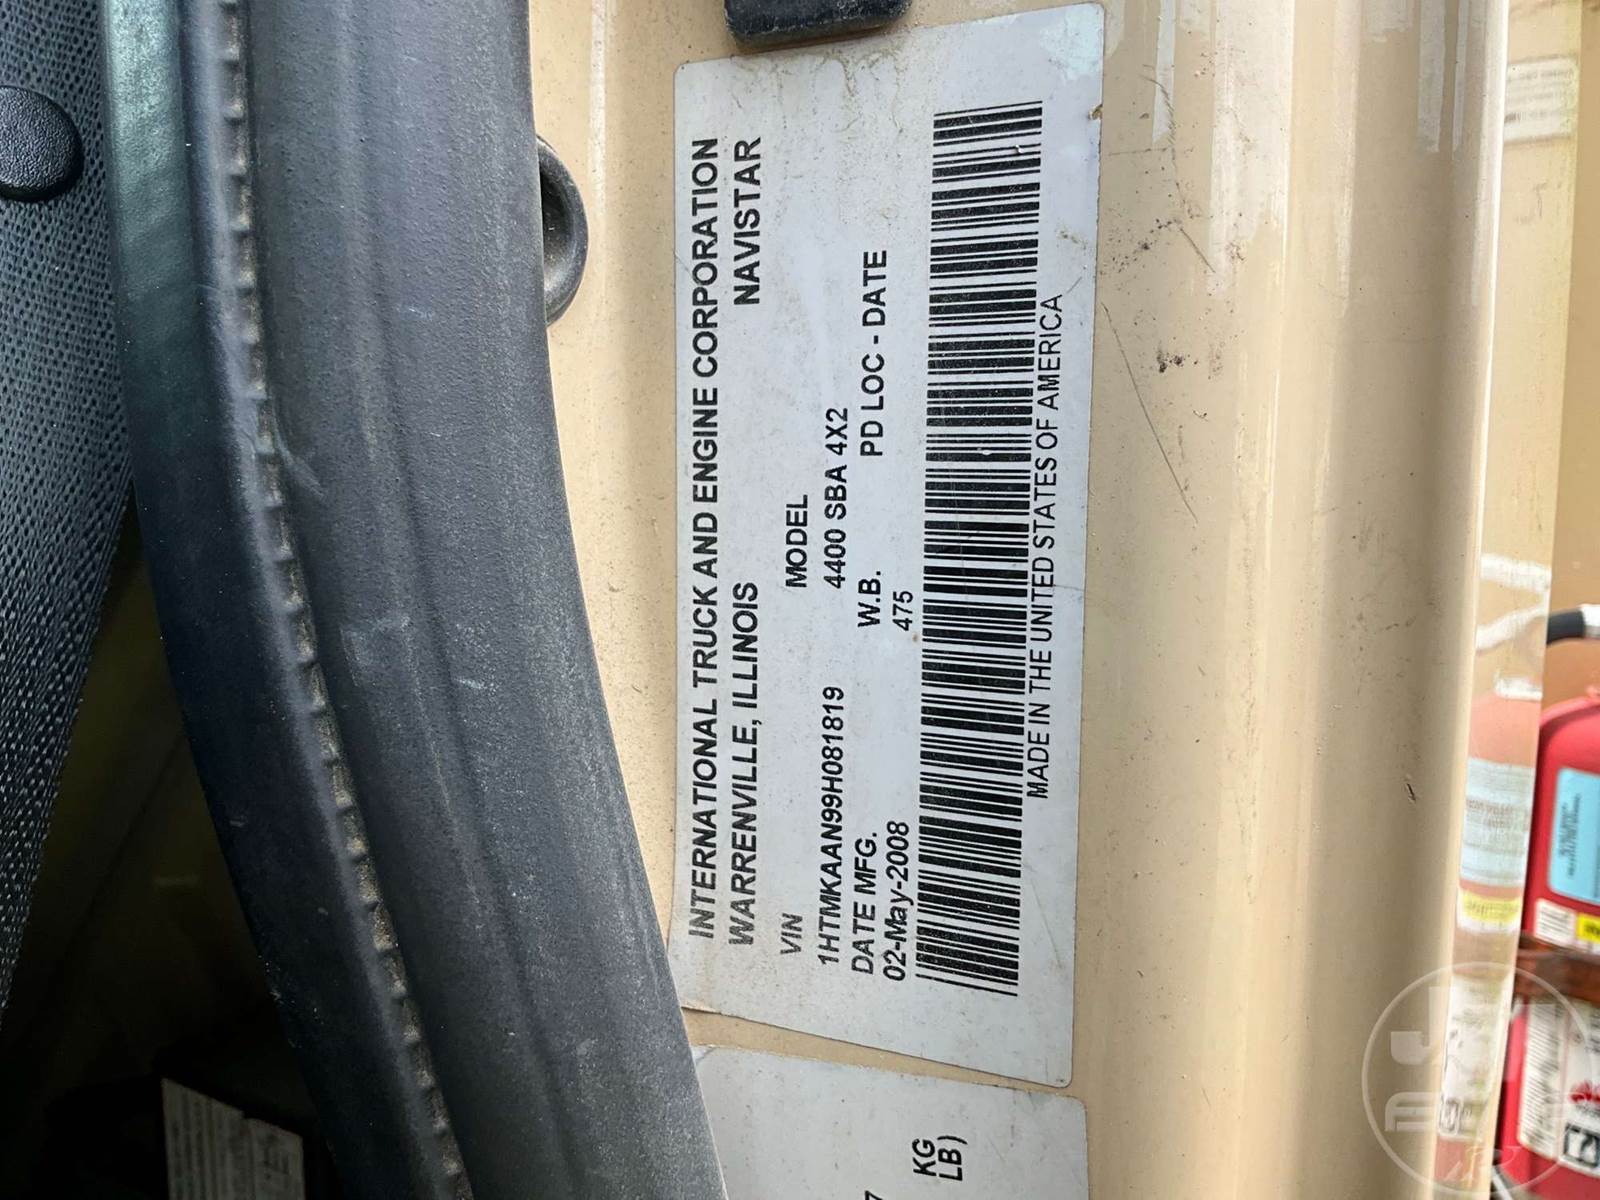 INTERNATIONAL TRUCK AND ENGINE CORPORATION
WARRENVILLE, ILLINOIS NAVISTAR
VIN MODEL
1HTMKAAN99H081819 4400 SBA 4X2
DATE MFG. W.B. PD LOC - DATE
02-May-2008 475
MADE IN THE UNITED STATES OF AMERICA
KG
LB)